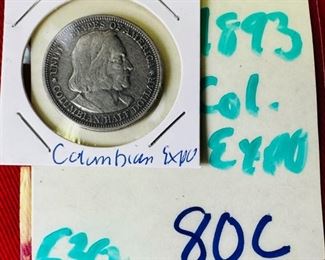 UNITED STATES OF AMERICA
COLUMBIAN HALF DOLLAR
Columbian Expo
1893
Col.
Expo
80C